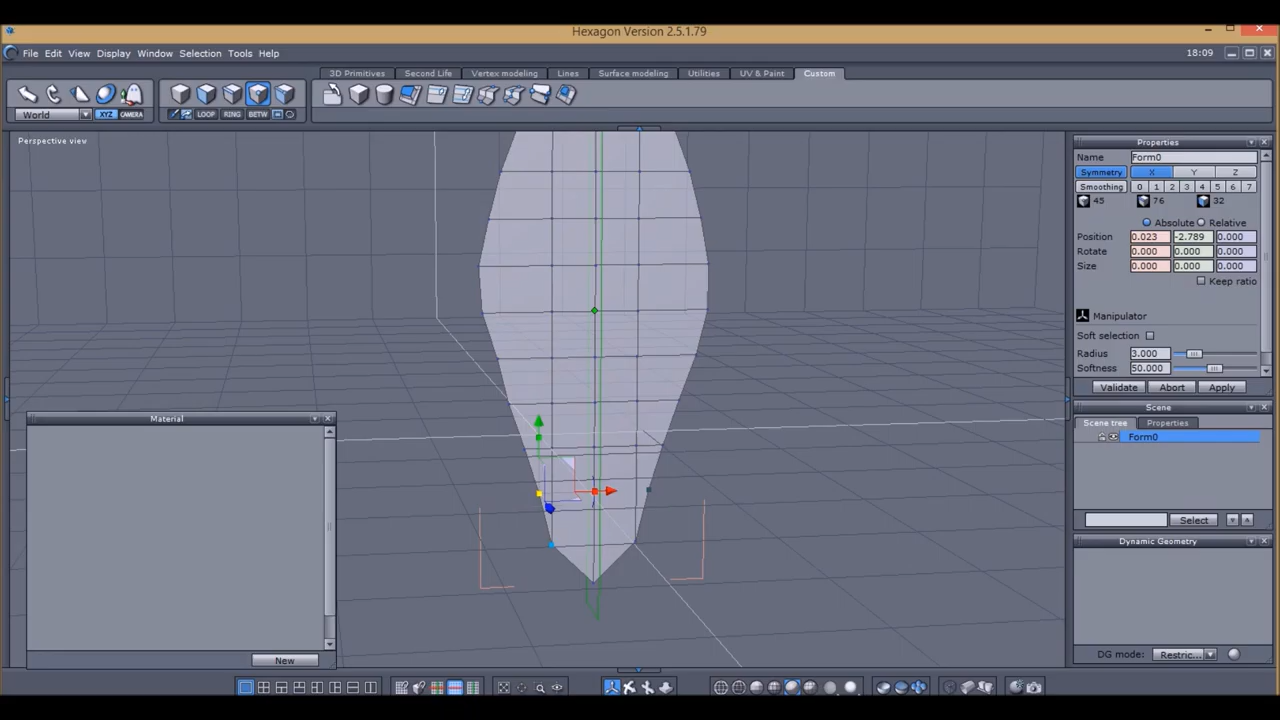 Hexagon Version 2.5.1.79
File Edit View Display Window Selection Tools Help
18:09
3D Primitives Second Life Vertex modeling Lines Surface modeling Utilities UV & Paint Custom
World XYZ CAMERA LOOP RING BETW
Perspective view
Properties
Name Form0
Symmetry X Y Z
Smoothing 0 1 2 3 4 5 6 7
45 76 32
Absolute Relative
Position 0.023 -2.789 0.000
Rotate 0.000 0.000 0.000
Size 0.000 0.000 0.000
Keep ratio
Manipulator
Soft selection
Radius 3.000
Softness 50.000
Validate Abort Apply
Scene
Scene tree Properties
Form0
Select
Dynamic Geometry
DG mode: Restric...
Material
New